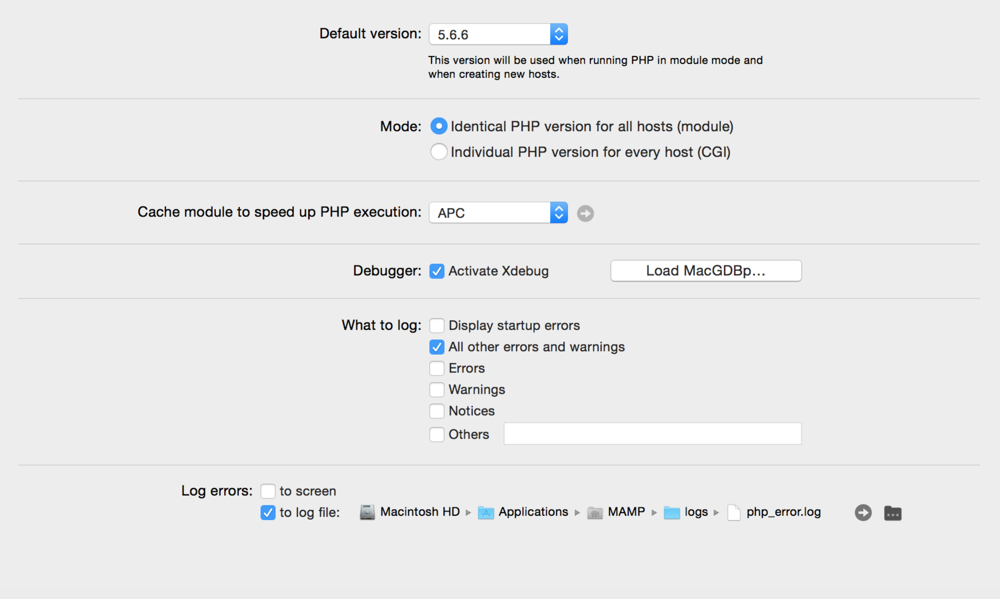 Default version: 5.6.6
This version will be used when running PHP in module mode and
when creating new hosts.
Mode: Identical PHP version for all hosts (module)
Individual PHP version for every host (CGI)
Cache module to speed up PHP execution: APC
Debugger: Activate Xdebug Load MacGDBp...
What to log: Display startup errors
All other errors and warnings
Errors
Warnings
Notices
Others
Log errors: to screen
to log file: Macintosh HD ▸ Applications ▸ MAMP ▸ logs ▸ php_error.log